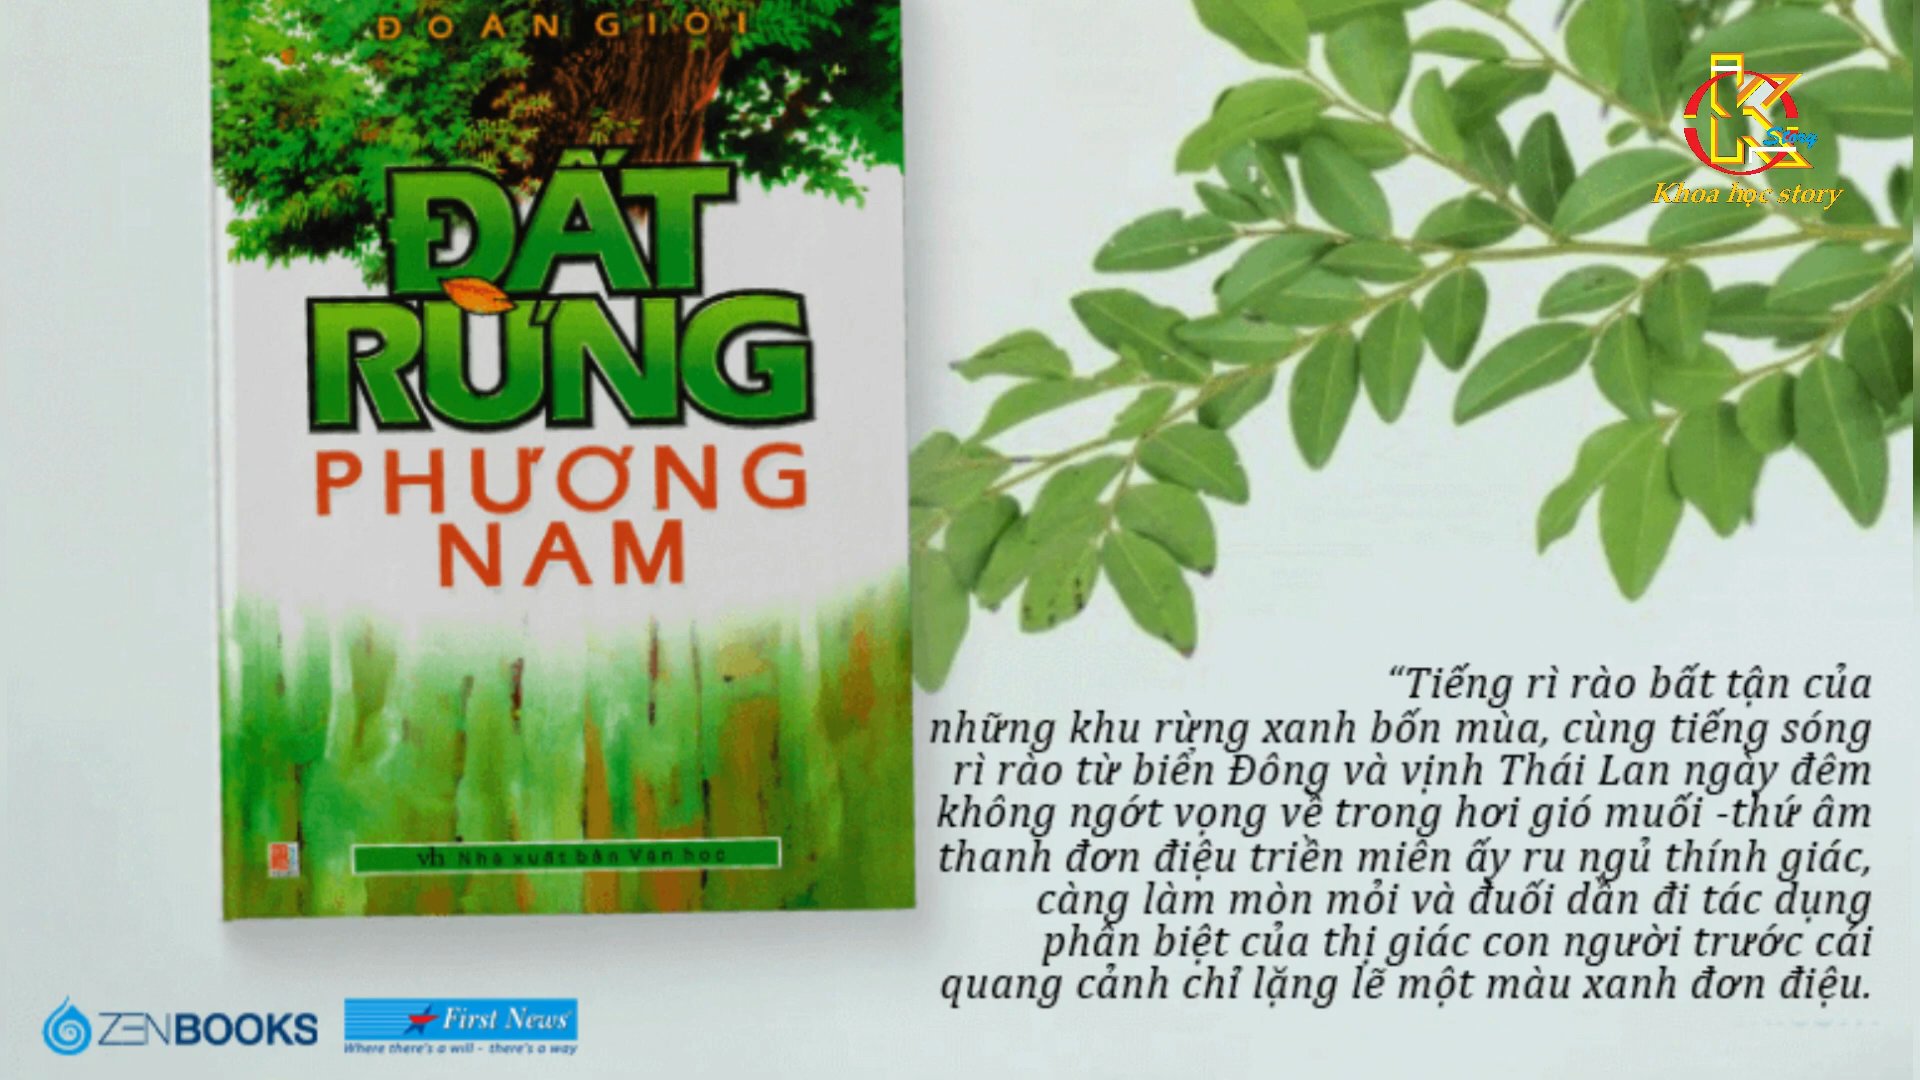 ĐOÀN GIỎI
ĐẤT
RỪNG
PHƯƠNG
NAM
vh Nhà xuất bản Văn học
Story
Khoa học story
“Tiếng rì rào bất tận của
những khu rừng xanh bốn mùa, cùng tiếng sóng
rì rào từ biển Đông và vịnh Thái Lan ngày đêm
không ngớt vọng về trong hơi gió muối -thứ âm
thanh đơn điệu triền miên ấy ru ngủ thính giác,
càng làm mòn mỏi và đuối dần đi tác dụng
phân biệt của thị giác con người trước cái
quang cảnh chỉ lặng lẽ một màu xanh đơn điệu.
ZENBOOKS
First News
Where there's a will - there's a way